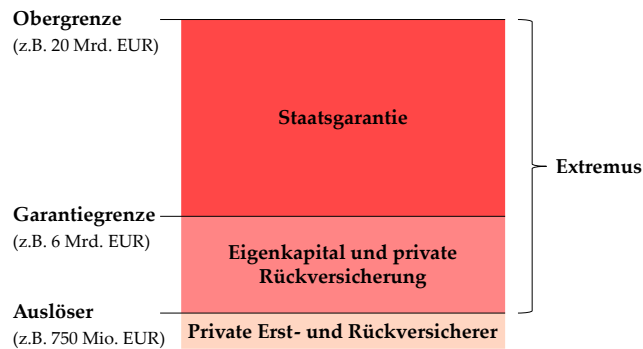 Obergrenze
(z.B. 20 Mrd. EUR)
Staatsgarantie
Extremus
Garantiegrenze
(z.B. 6 Mrd. EUR)
Eigenkapital und private
Rückversicherung
Auslöser
(z.B. 750 Mio. EUR)
Private Erst- und Rückversicherer